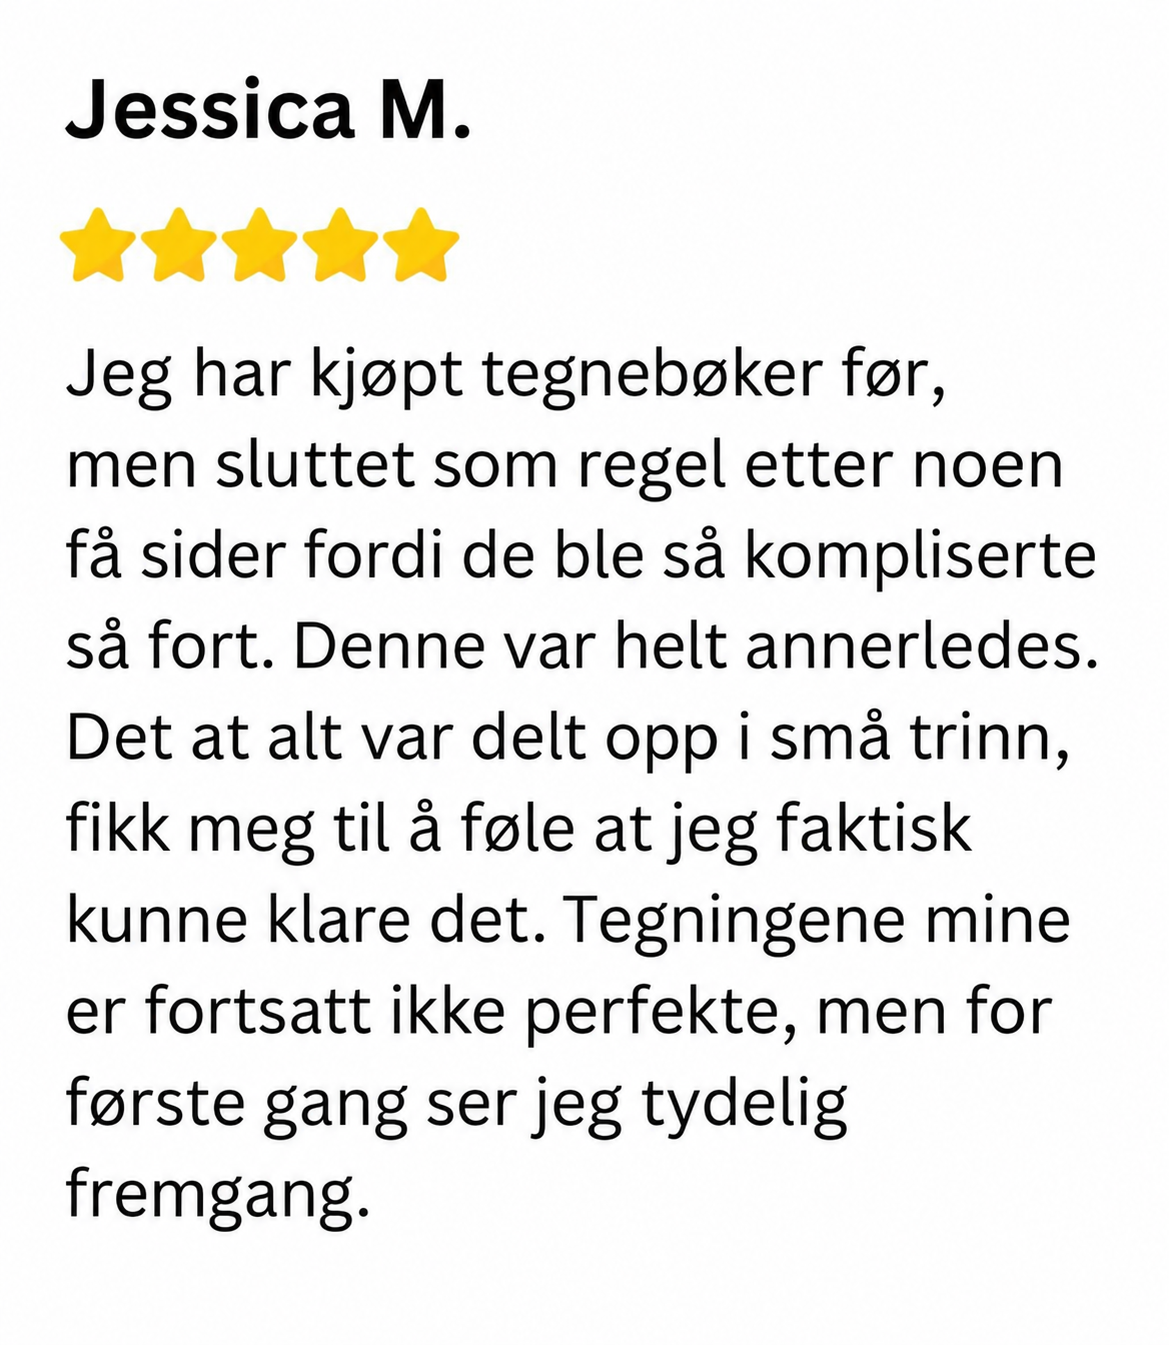 Jessica M.
⭐⭐⭐⭐⭐
Jeg har kjøpt tegnebøker før,
men sluttet som regel etter noen
få sider fordi de ble så kompliserte
så fort. Denne var helt annerledes.
Det at alt var delt opp i små trinn,
fikk meg til å føle at jeg faktisk
kunne klare det. Tegningene mine
er fortsatt ikke perfekte, men for
første gang ser jeg tydelig
fremgang.